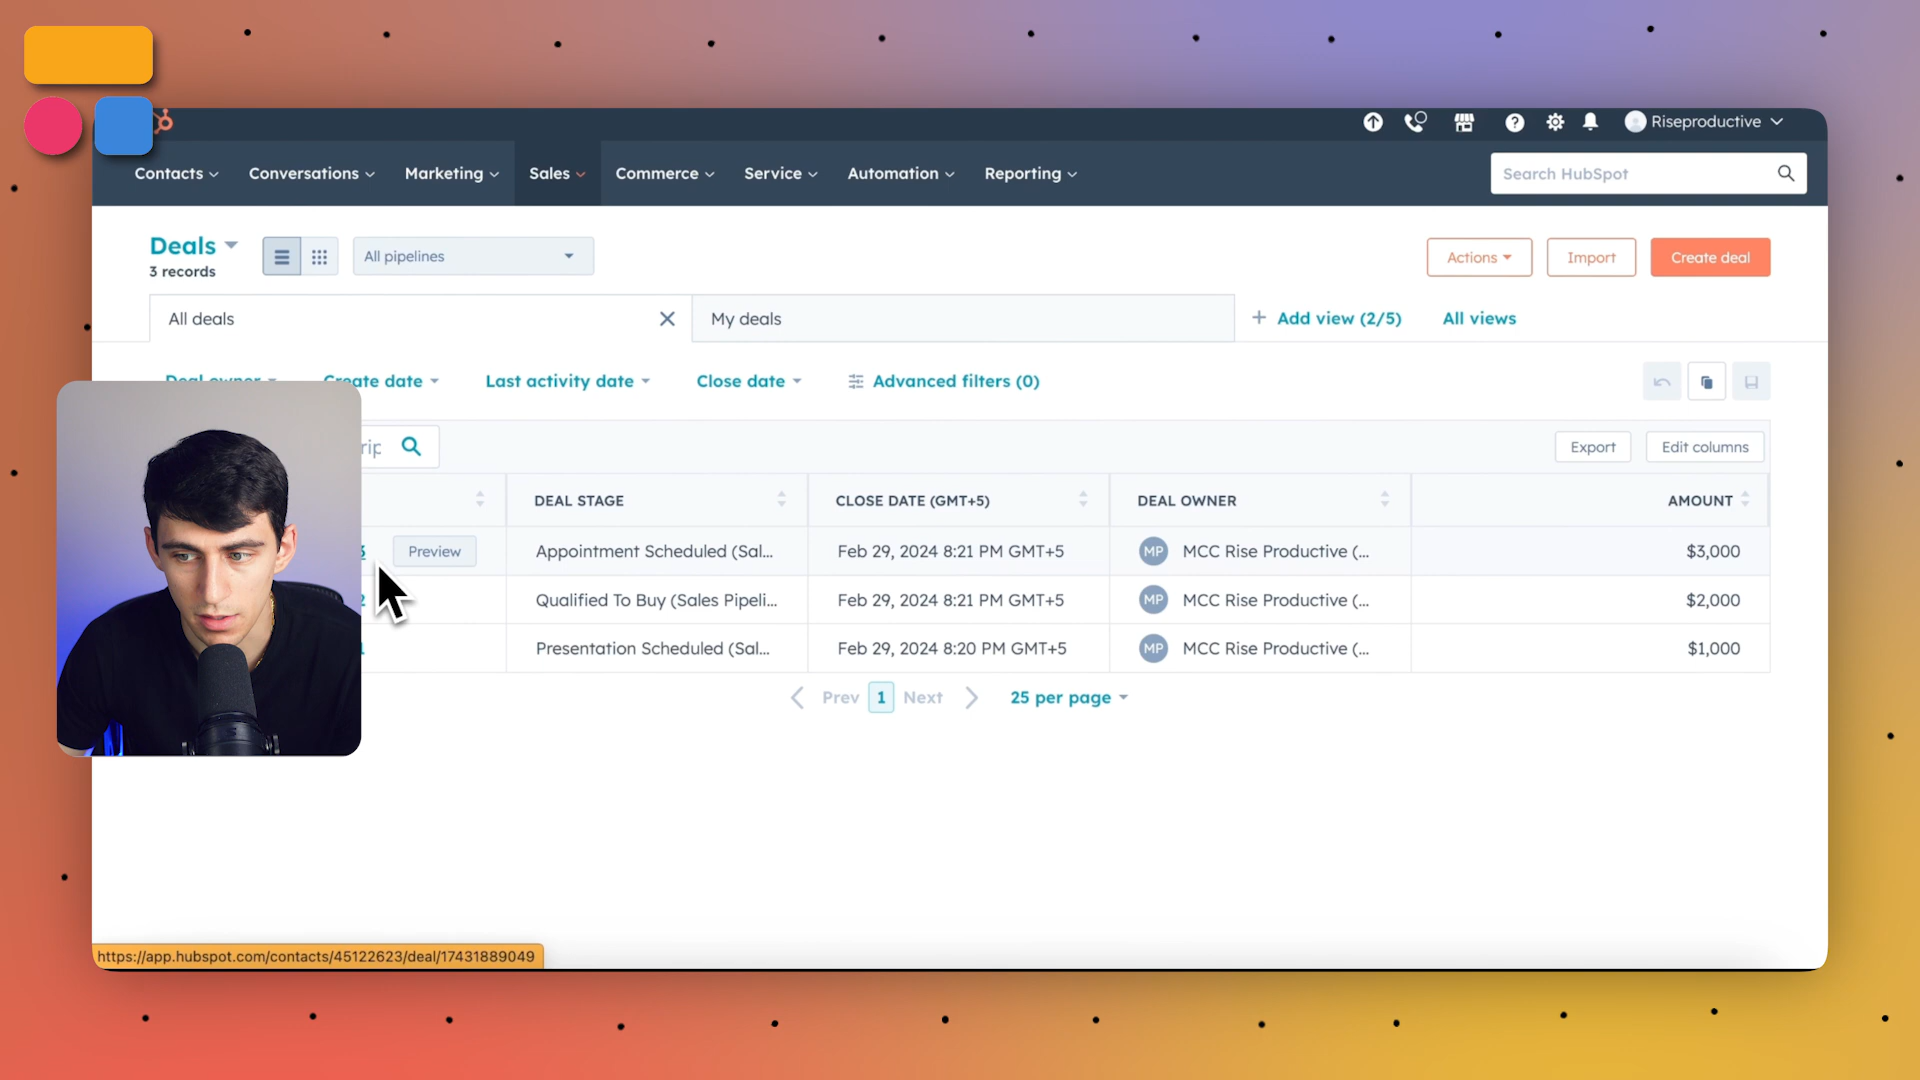 Riseproductive
Contacts Conversations Marketing Sales Commerce Service Automation Reporting Search HubSpot
Deals
3 records
All pipelines
Actions Import Create deal
All deals My deals + Add view (2/5) All views
Deal owner Create date Last activity date Close date Advanced filters (0)
Export Edit columns
DEAL STAGE CLOSE DATE (GMT+5) DEAL OWNER AMOUNT
3 Preview Appointment Scheduled (Sal... Feb 29, 2024 8:21 PM GMT+5 MP MCC Rise Productive (... $3,000
2 Qualified To Buy (Sales Pipeli... Feb 29, 2024 8:21 PM GMT+5 MP MCC Rise Productive (... $2,000
1 Presentation Scheduled (Sal... Feb 29, 2024 8:20 PM GMT+5 MP MCC Rise Productive (... $1,000
Prev 1 Next 25 per page
https://app.hubspot.com/contacts/45122623/deal/17431889049